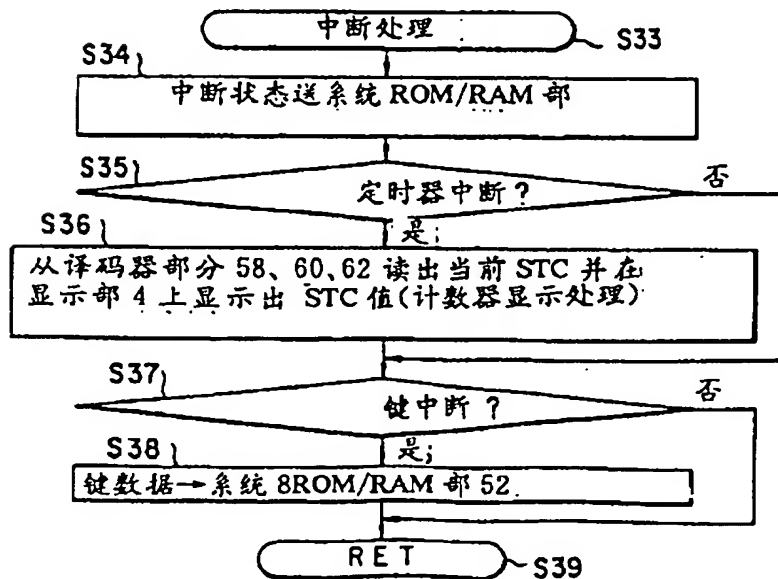 中断处理
S33
S34
中断状态送系统 ROM/RAM 部
S35
定时器中断?
否
S36
是;
从译码器部分 58、60、62 读出当前 STC 并在
显示部 4 上显示出 STC 值(计数器显示处理)
S37
键中断 ?
否
S38
是;
键数据→系统 8ROM/RAM 部 52
RET
S39